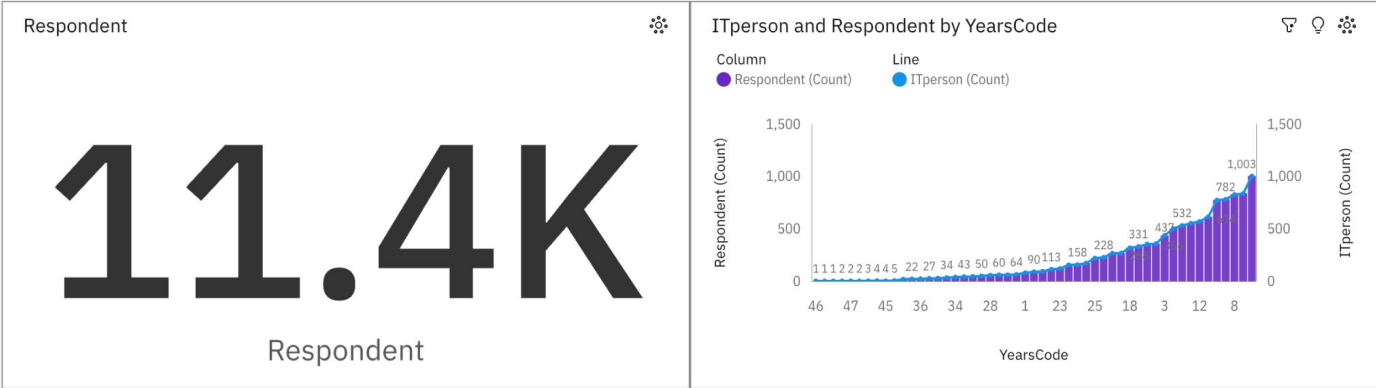 Respondent
11.4K
Respondent
ITperson and Respondent by YearsCode
Column Line
Respondent (Count) ITperson (Count)
Respondent (Count)
1,500 1,500
1,000 1,000
500 500
0 0
1 1 1 2 2 2 3 4 4 5 22 27 34 43 50 60 64 90 113 158 228 331 437 532 782 1,003
46 47 45 36 34 28 1 23 25 18 3 12 8
YearsCode
ITperson (Count)